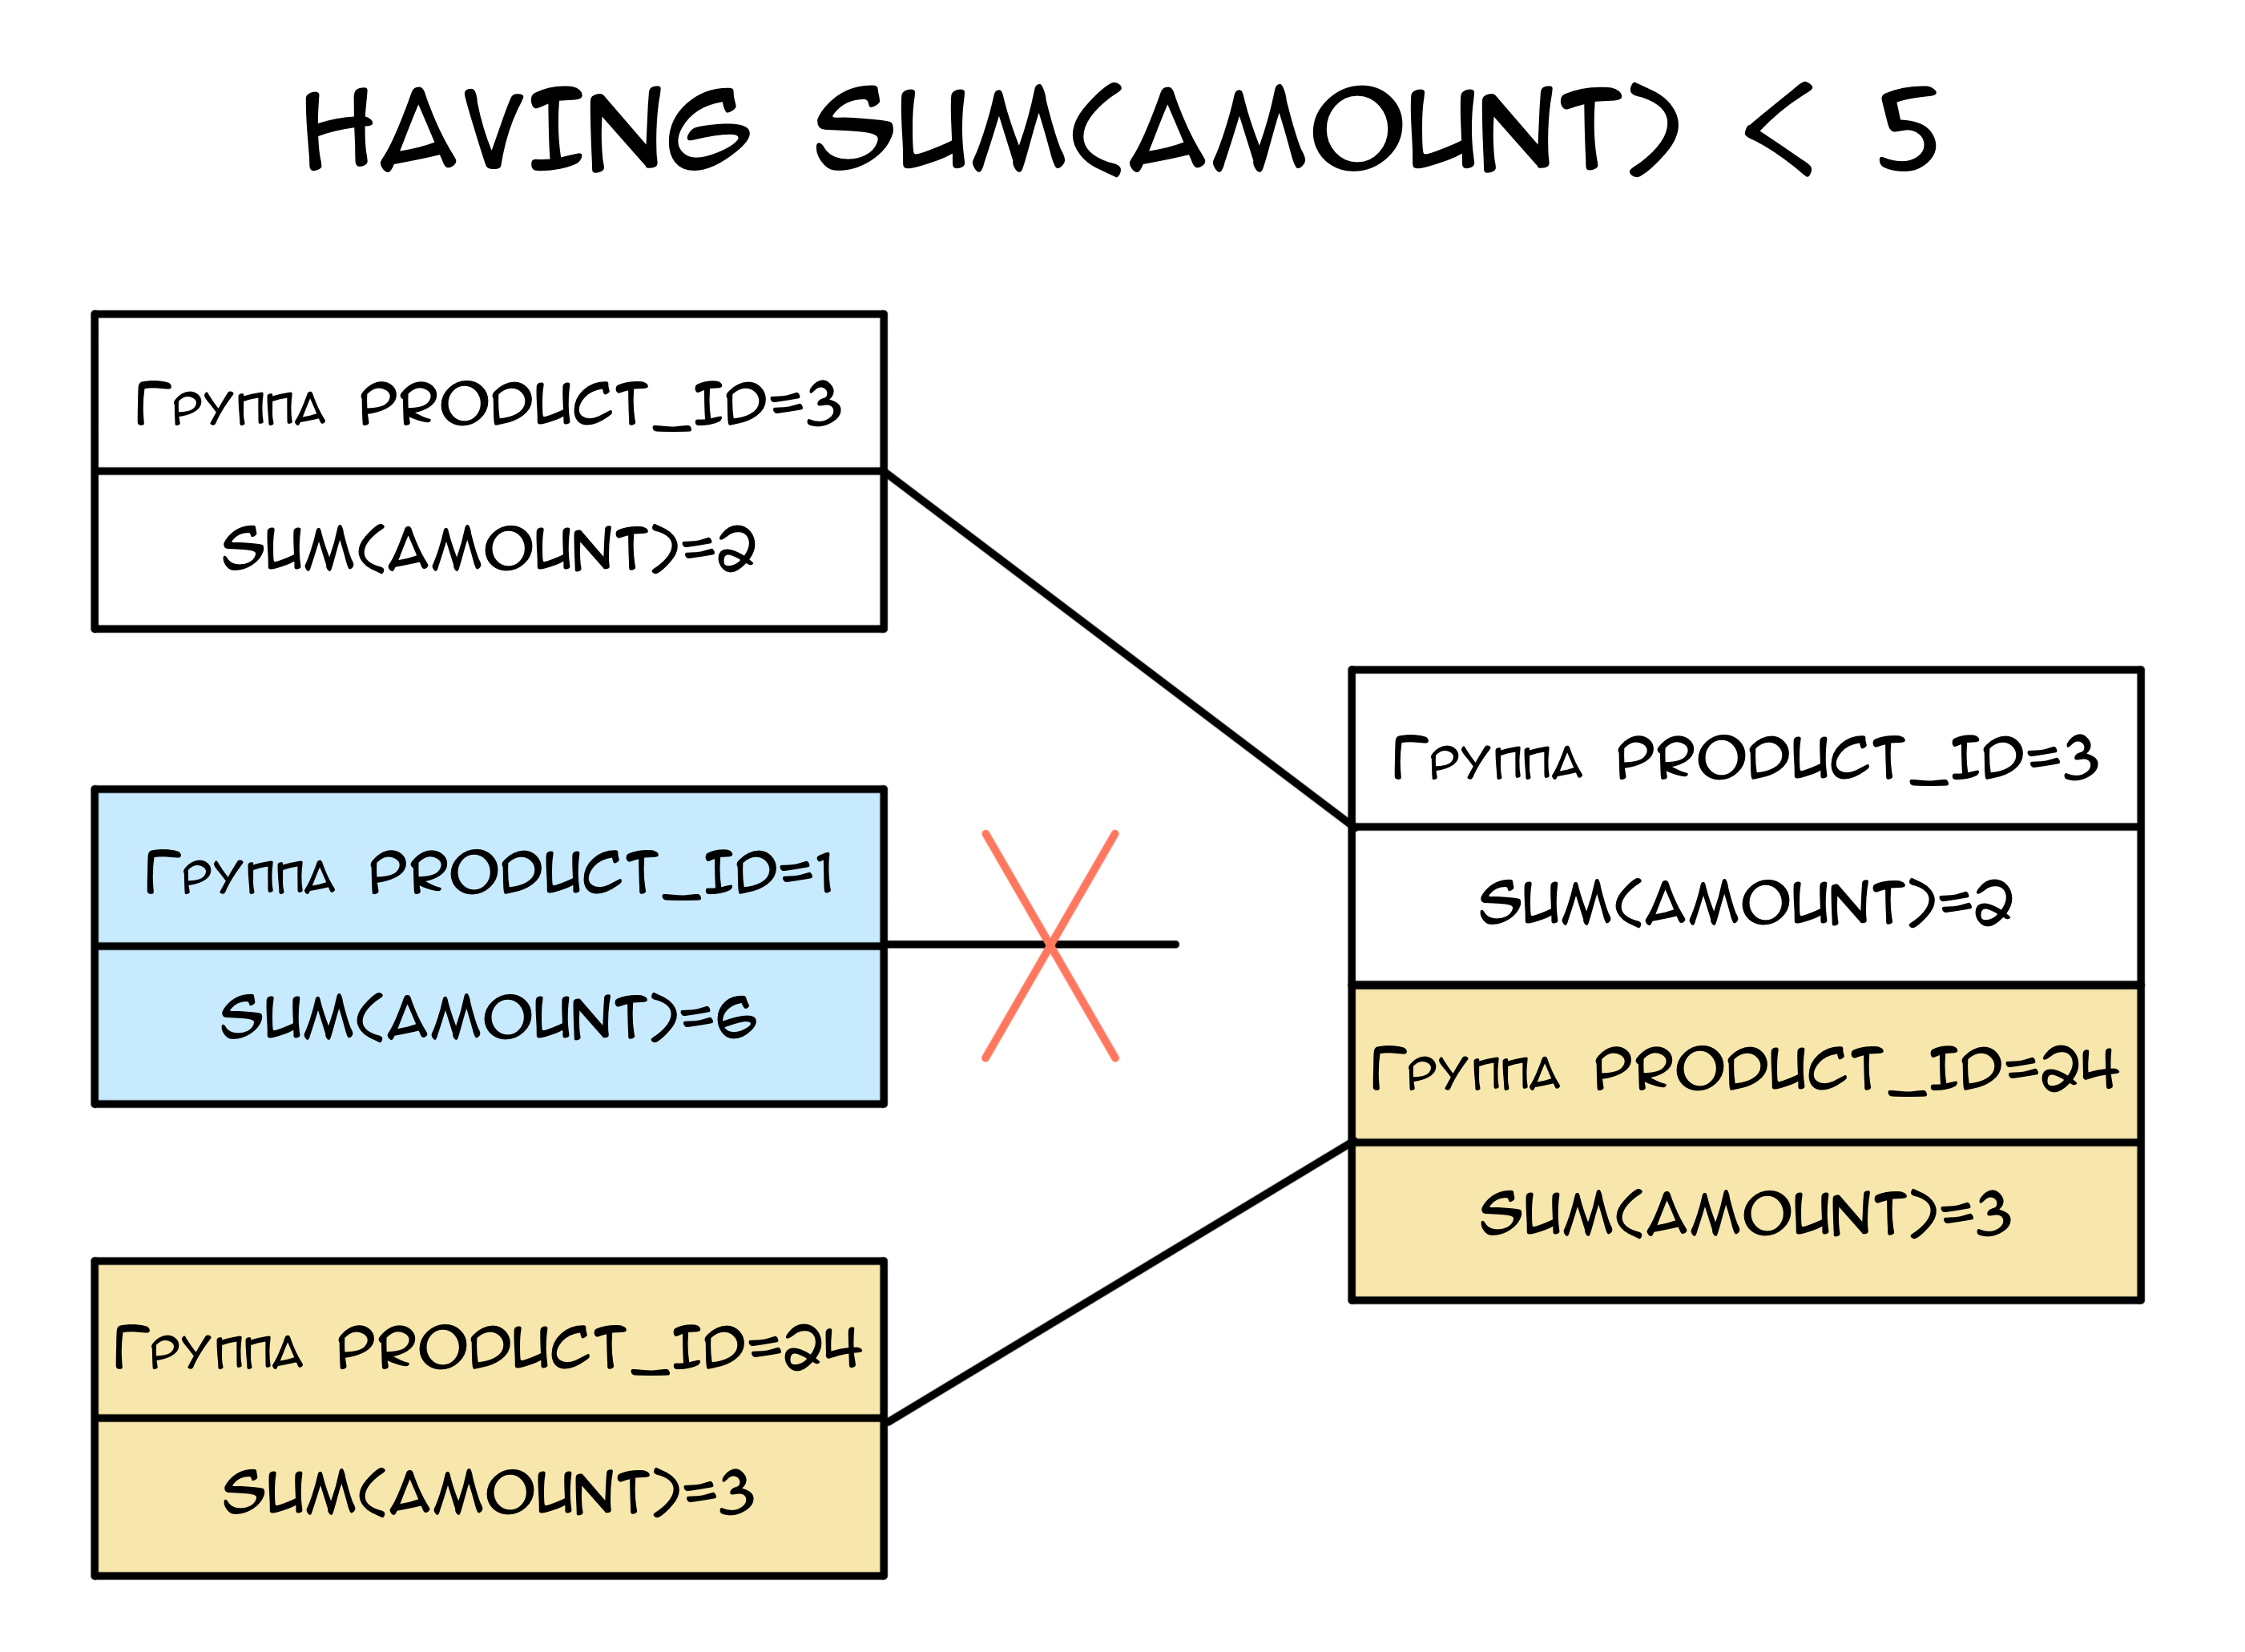 HAVING SUM(AMOUNT) < 5
Группа PRODUCT_ID=3
SUM(AMOUNT)=2
Группа PRODUCT_ID=1
SUM(AMOUNT)=6
Группа PRODUCT_ID=24
SUM(AMOUNT)=3
Группа PRODUCT_ID=3
SUM(AMOUNT)=2
Группа PRODUCT_ID=24
SUM(AMOUNT)=3